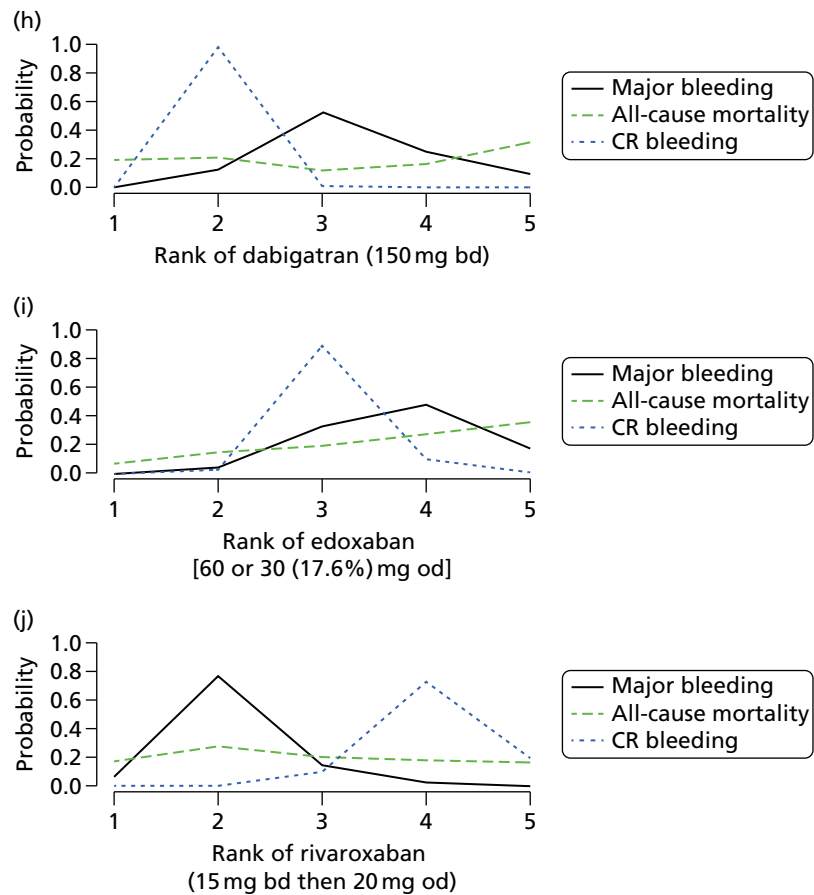 (h)
1.0
0.8
0.6
0.4
0.2
0.0
Probability
1 2 3 4 5
Rank of dabigatran (150 mg bd)
Major bleeding
All-cause mortality
CR bleeding
(i)
1.0
0.8
0.6
0.4
0.2
0.0
Probability
1 2 3 4 5
Rank of edoxaban
[60 or 30 (17.6%) mg od]
Major bleeding
All-cause mortality
CR bleeding
(j)
1.0
0.8
0.6
0.4
0.2
0.0
Probability
1 2 3 4 5
Rank of rivaroxaban
(15 mg bd then 20 mg od)
Major bleeding
All-cause mortality
CR bleeding